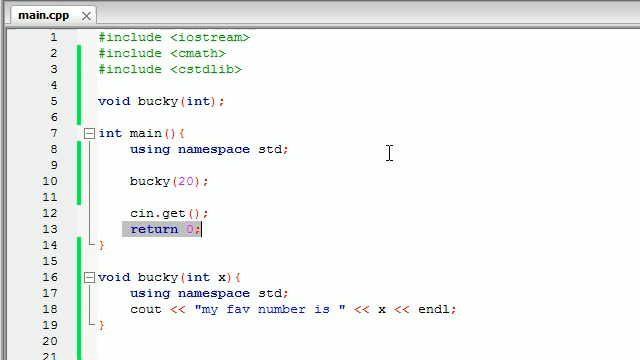 main.cpp
1 #include <iostream>
2 #include <cmath>
3 #include <cstdlib>
4
5 void bucky(int);
6
7 int main(){
8 using namespace std;
9
10 bucky(20);
11
12 cin.get();
13 return 0;
14 }
15
16 void bucky(int x){
17 using namespace std;
18 cout << "my fav number is " << x << endl;
19 }
20
21